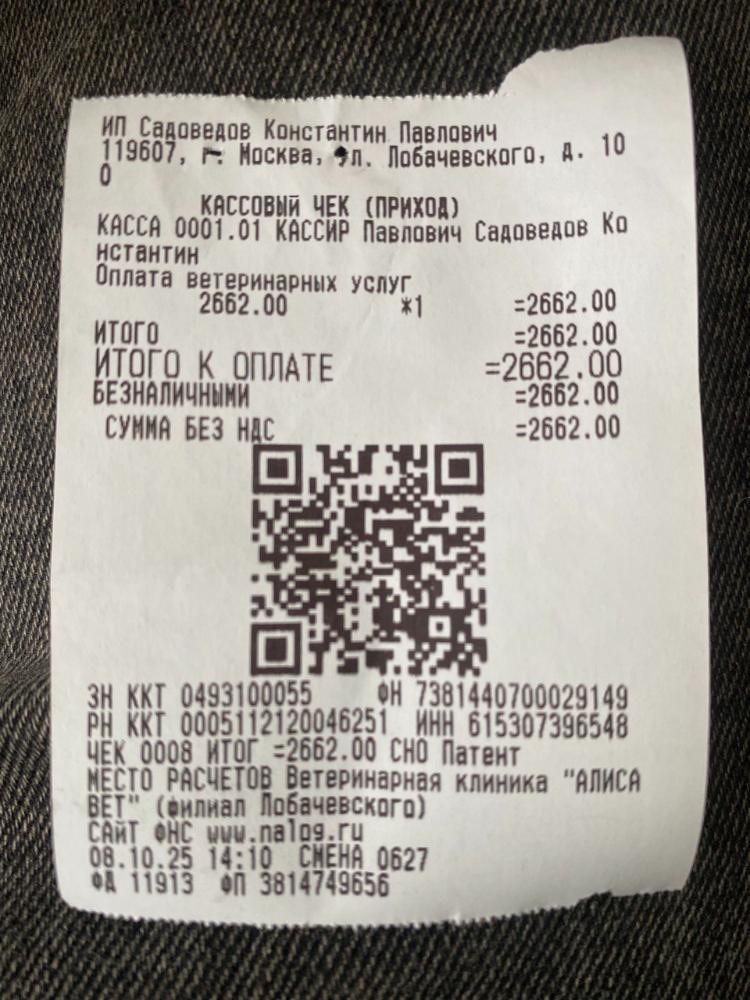 ИП Садоведов Константин Павлович
119607, г. Москва, ул. Лобачевского, д. 10
0
КАССОВЫЙ ЧЕК (ПРИХОД)
КАССА 0001.01 КАССИР Павлович Садоведов Ко
нстантин
Оплата ветеринарных услуг
2662.00 *1 =2662.00
ИТОГО =2662.00
ИТОГО К ОПЛАТЕ =2662.00
БЕЗНАЛИЧНЫМИ =2662.00
СУММА БЕЗ НДС =2662.00
ЗН ККТ 0493100055 ФН 7381440700029149
РН ККТ 0005112120046251 ИНН 615307396548
ЧЕК 0008 ИТОГ =2662.00 СНО Патент
МЕСТО РАСЧЕТОВ Ветеринарная клиника "АЛИСА
ВЕТ" (филиал Лобачевского)
САЙТ ФНС www.nalog.ru
08.10.25 14:10 СМЕНА 0627
ФД 11913 ФП 3814749656